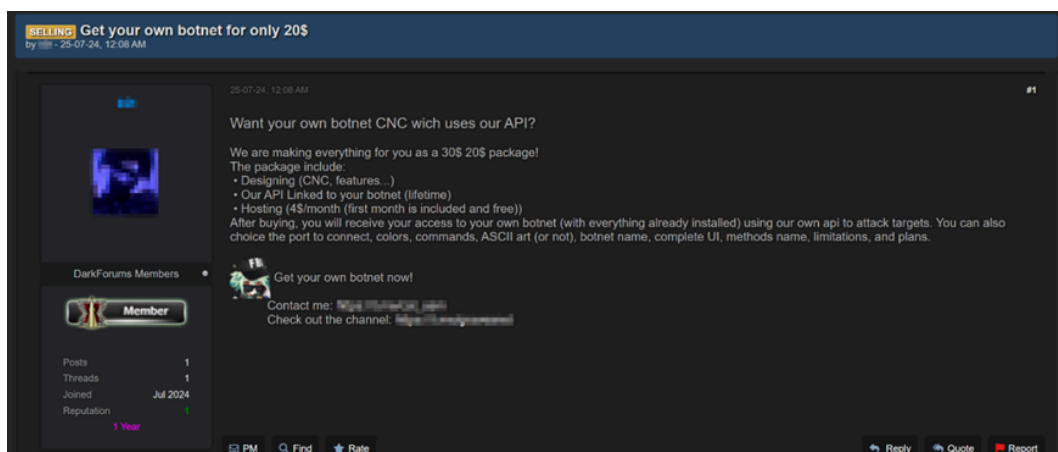 SELLING Get your own botnet for only 20$
by - 25-07-24, 12:08 AM
25-07-24, 12:08 AM
#1
Want your own botnet CNC wich uses our API?
We are making everything for you as a 30$ 20$ package!
The package include:
• Designing (CNC, features...)
• Our API Linked to your botnet (lifetime)
• Hosting (4$/month (first month is included and free))
After buying, you will receive your access to your own botnet (with everything already installed) using our own api to attack targets. You can also
choice the port to connect, colors, commands, ASCII art (or not), botnet name, complete UI, methods name, limitations, and plans.
DarkForums Members
Get your own botnet now!
Member
Contact me:
Check out the channel:
Posts 1
Threads 1
Joined Jul 2024
Reputation 1
1 Year
PM Find Rate Reply Quote Report